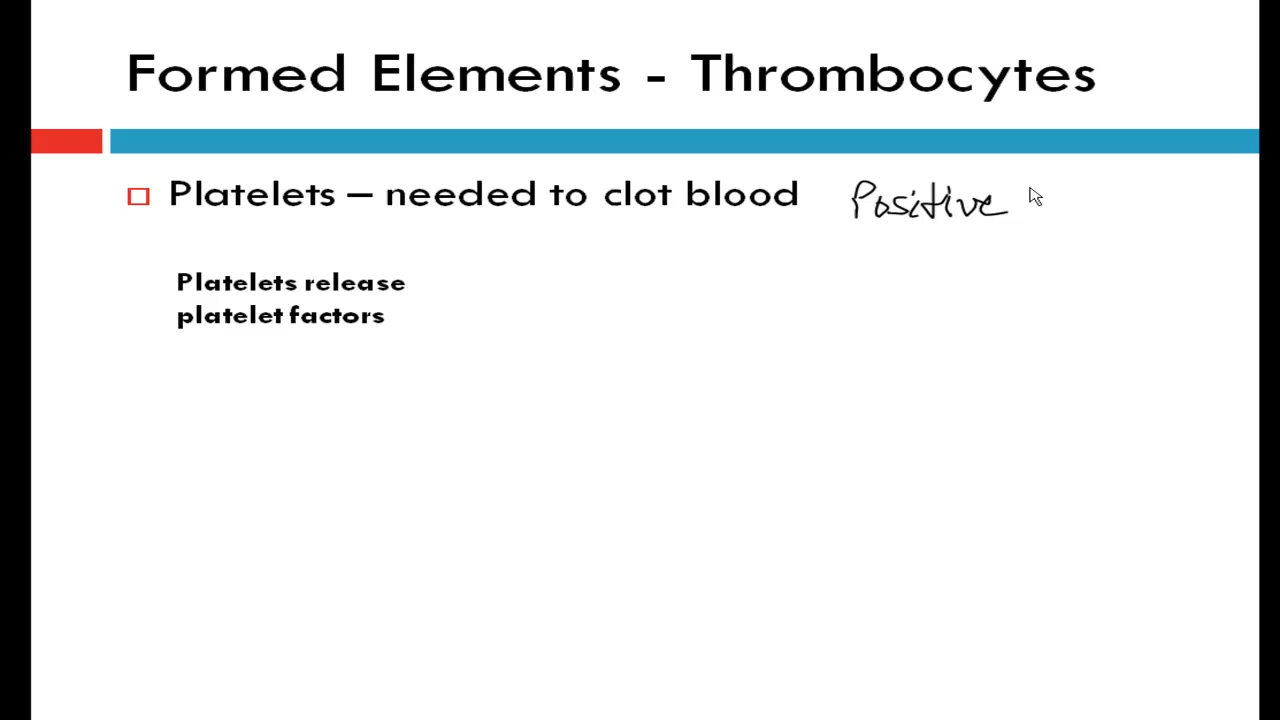 Formed Elements - Thrombocytes
Platelets – needed to clot blood Positive
Platelets release
platelet factors